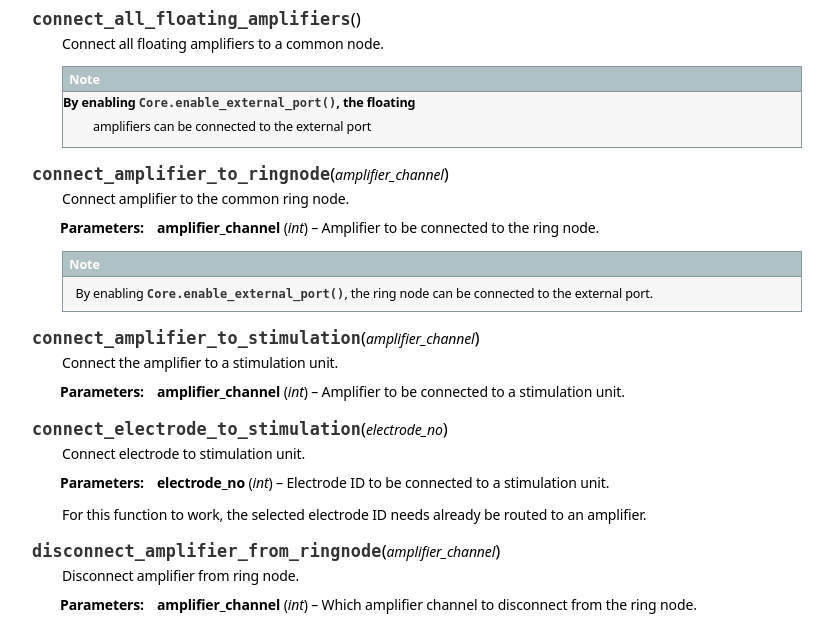 connect_all_floating_amplifiers()
Connect all floating amplifiers to a common node.
Note
By enabling Core.enable_external_port(), the floating
amplifiers can be connected to the external port
connect_amplifier_to_ringnode(amplifier_channel)
Connect amplifier to the common ring node.
Parameters: amplifier_channel (int) – Amplifier to be connected to the ring node.
Note
By enabling Core.enable_external_port(), the ring node can be connected to the external port.
connect_amplifier_to_stimulation(amplifier_channel)
Connect the amplifier to a stimulation unit.
Parameters: amplifier_channel (int) – Amplifier to be connected to a stimulation unit.
connect_electrode_to_stimulation(electrode_no)
Connect electrode to stimulation unit.
Parameters: electrode_no (int) – Electrode ID to be connected to a stimulation unit.
For this function to work, the selected electrode ID needs already be routed to an amplifier.
disconnect_amplifier_from_ringnode(amplifier_channel)
Disconnect amplifier from ring node.
Parameters: amplifier_channel (int) – Which amplifier channel to disconnect from the ring node.